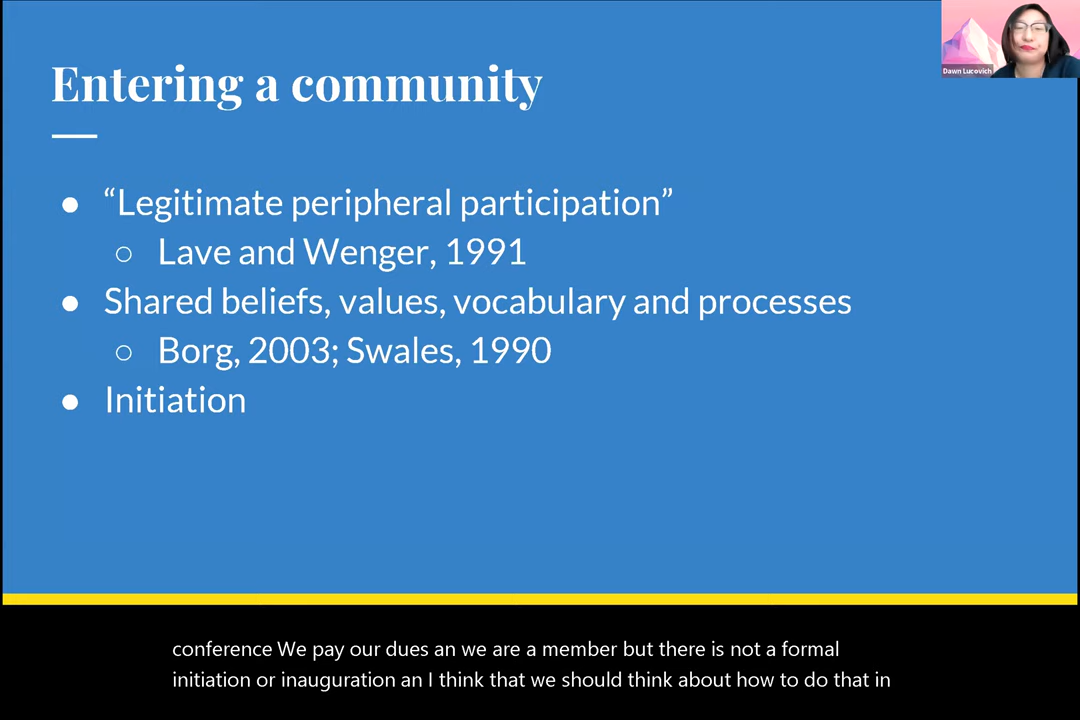 Dawn Lucovich
Entering a community
● “Legitimate peripheral participation”
○ Lave and Wenger, 1991
● Shared beliefs, values, vocabulary and processes
○ Borg, 2003; Swales, 1990
● Initiation
conference We pay our dues an we are a member but there is not a formal
initiation or inauguration an I think that we should think about how to do that in